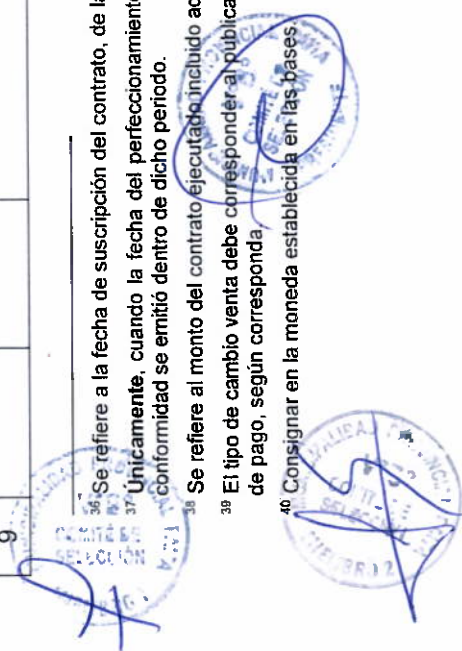 9
36 Se refiere a la fecha de suscripción del contrato, de la
37 Únicamente, cuando la fecha del perfeccionamiento
conformidad se emitió dentro de dicho periodo.
38 Se refiere al monto del contrato ejecutado incluido
39 El tipo de cambio venta debe corresponder al
de pago, según corresponda.
40 Consignar en la moneda establecida en las bases.
COMITÉ DE
SELECCIÓN
COMITÉ DE
SELECCIÓN